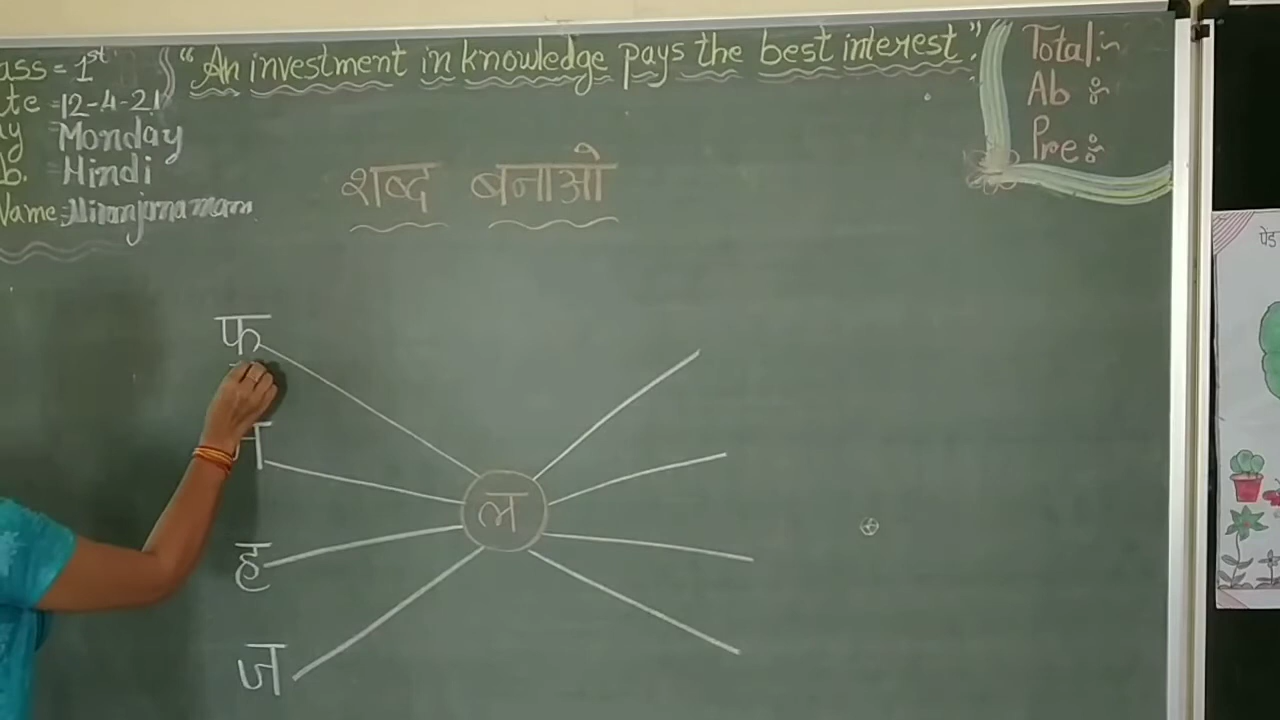 ass = 1st
te = 12-4-21
y Monday
b. Hindi
Name:
"An investment in knowledge pays the best interest."
Total:-
Ab :-
Pre :-
शब्द बनाओ
फ
न
ह
ज
ल
पेड